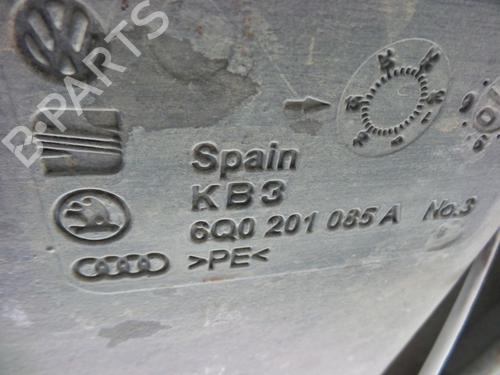 B-PARTS
Spain
KB3
6Q0 201 085 A No.3
>PE<